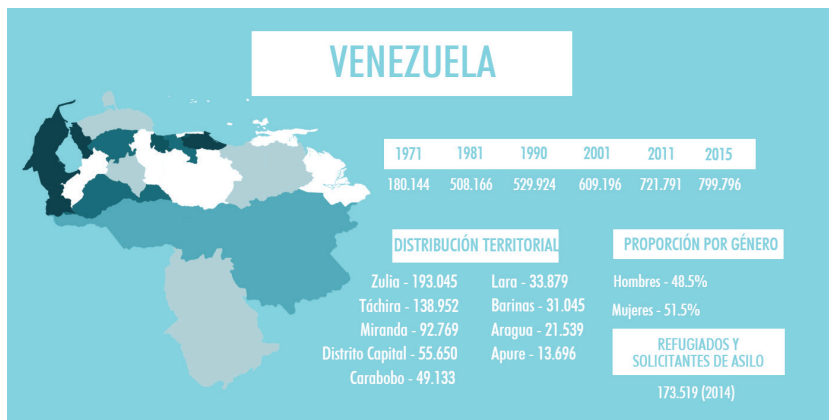 VENEZUELA
1971 1981 1990 2001 2011 2015
180.144 508.166 529.924 609.196 721.791 799.796
DISTRIBUCIÓN TERRITORIAL
Zulia - 193.045
Táchira - 138.952
Miranda - 92.769
Distrito Capital - 55.650
Carabobo - 49.133
Lara - 33.879
Barinas - 31.045
Aragua - 21.539
Apure - 13.696
PROPORCIÓN POR GÉNERO
Hombres - 48.5%
Mujeres - 51.5%
REFUGIADOS Y
SOLICITANTES DE ASILO
173.519 (2014)